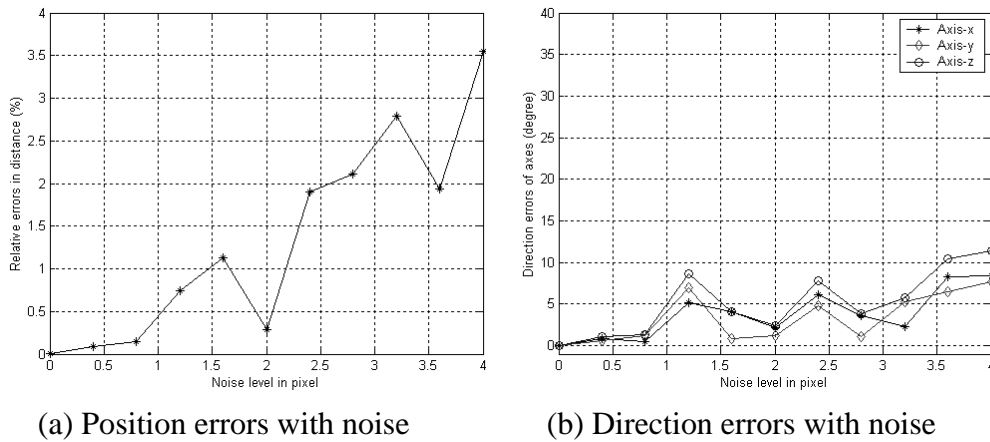 4
3.5
3
2.5
2
1.5
1
0.5
0
Relative errors in distance (%)
0 0.5 1 1.5 2 2.5 3 3.5 4
Noise level in pixel
(a) Position errors with noise
40
35
30
25
20
15
10
5
0
Direction errors of axes (degree)
Axis-x
Axis-y
Axis-z
0 0.5 1 1.5 2 2.5 3 3.5 4
Noise level in pixel
(b) Direction errors with noise